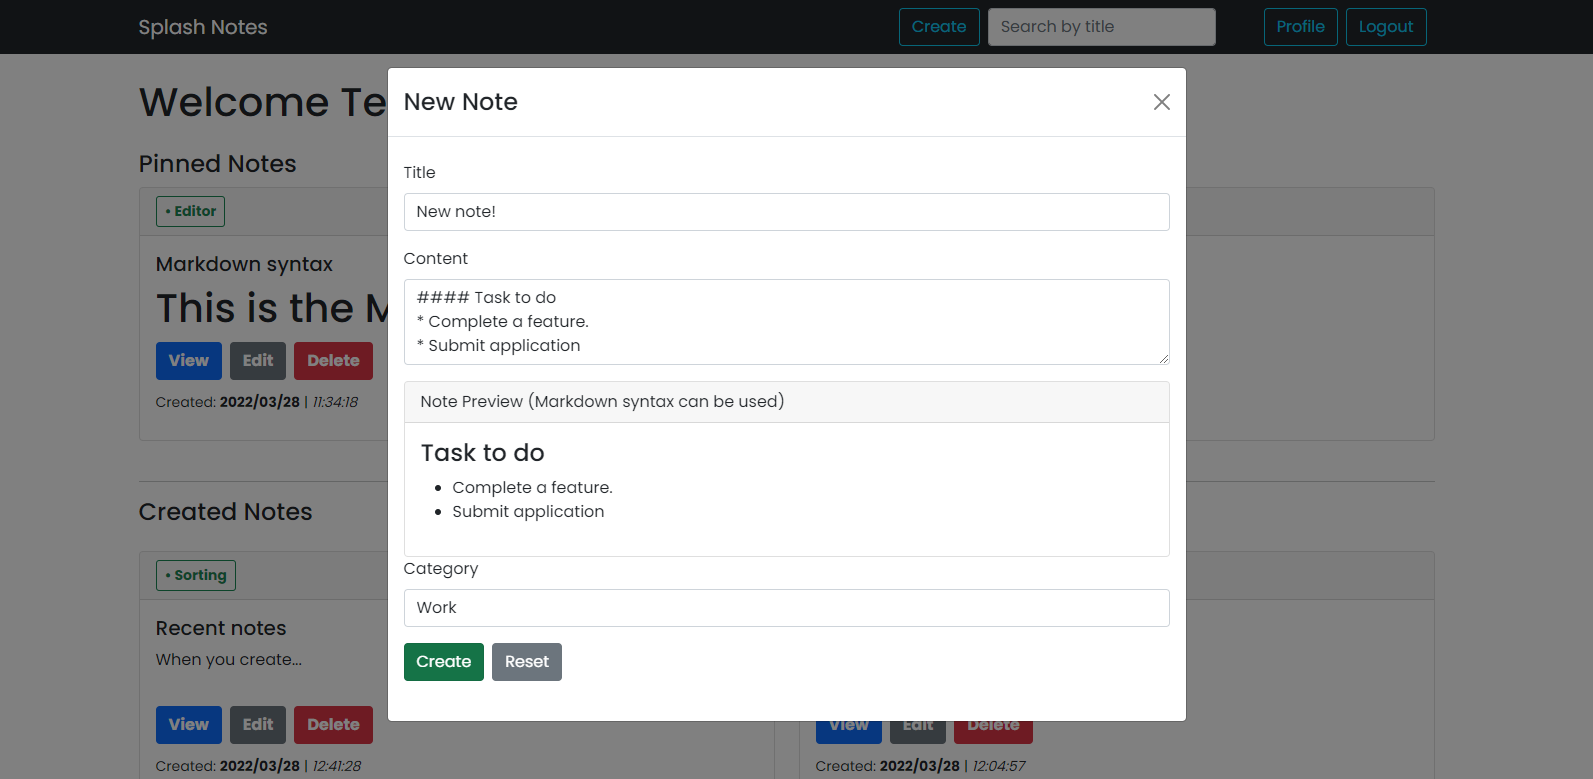 Splash Notes
Create
Search by title
Profile
Logout
Welcome Te
Pinned Notes
• Editor
Markdown syntax
This is the M
View
Edit
Delete
Created: 2022/03/28 | 11:34:18
Created Notes
• Sorting
Recent notes
When you create...
View
Edit
Delete
Created: 2022/03/28 | 12:41:28
New Note
Title
New note!
Content
#### Task to do
* Complete a feature.
* Submit application
Note Preview (Markdown syntax can be used)
Task to do
• Complete a feature.
• Submit application
Category
Work
Create
Reset
View
Edit
Delete
Created: 2022/03/28 | 12:04:57